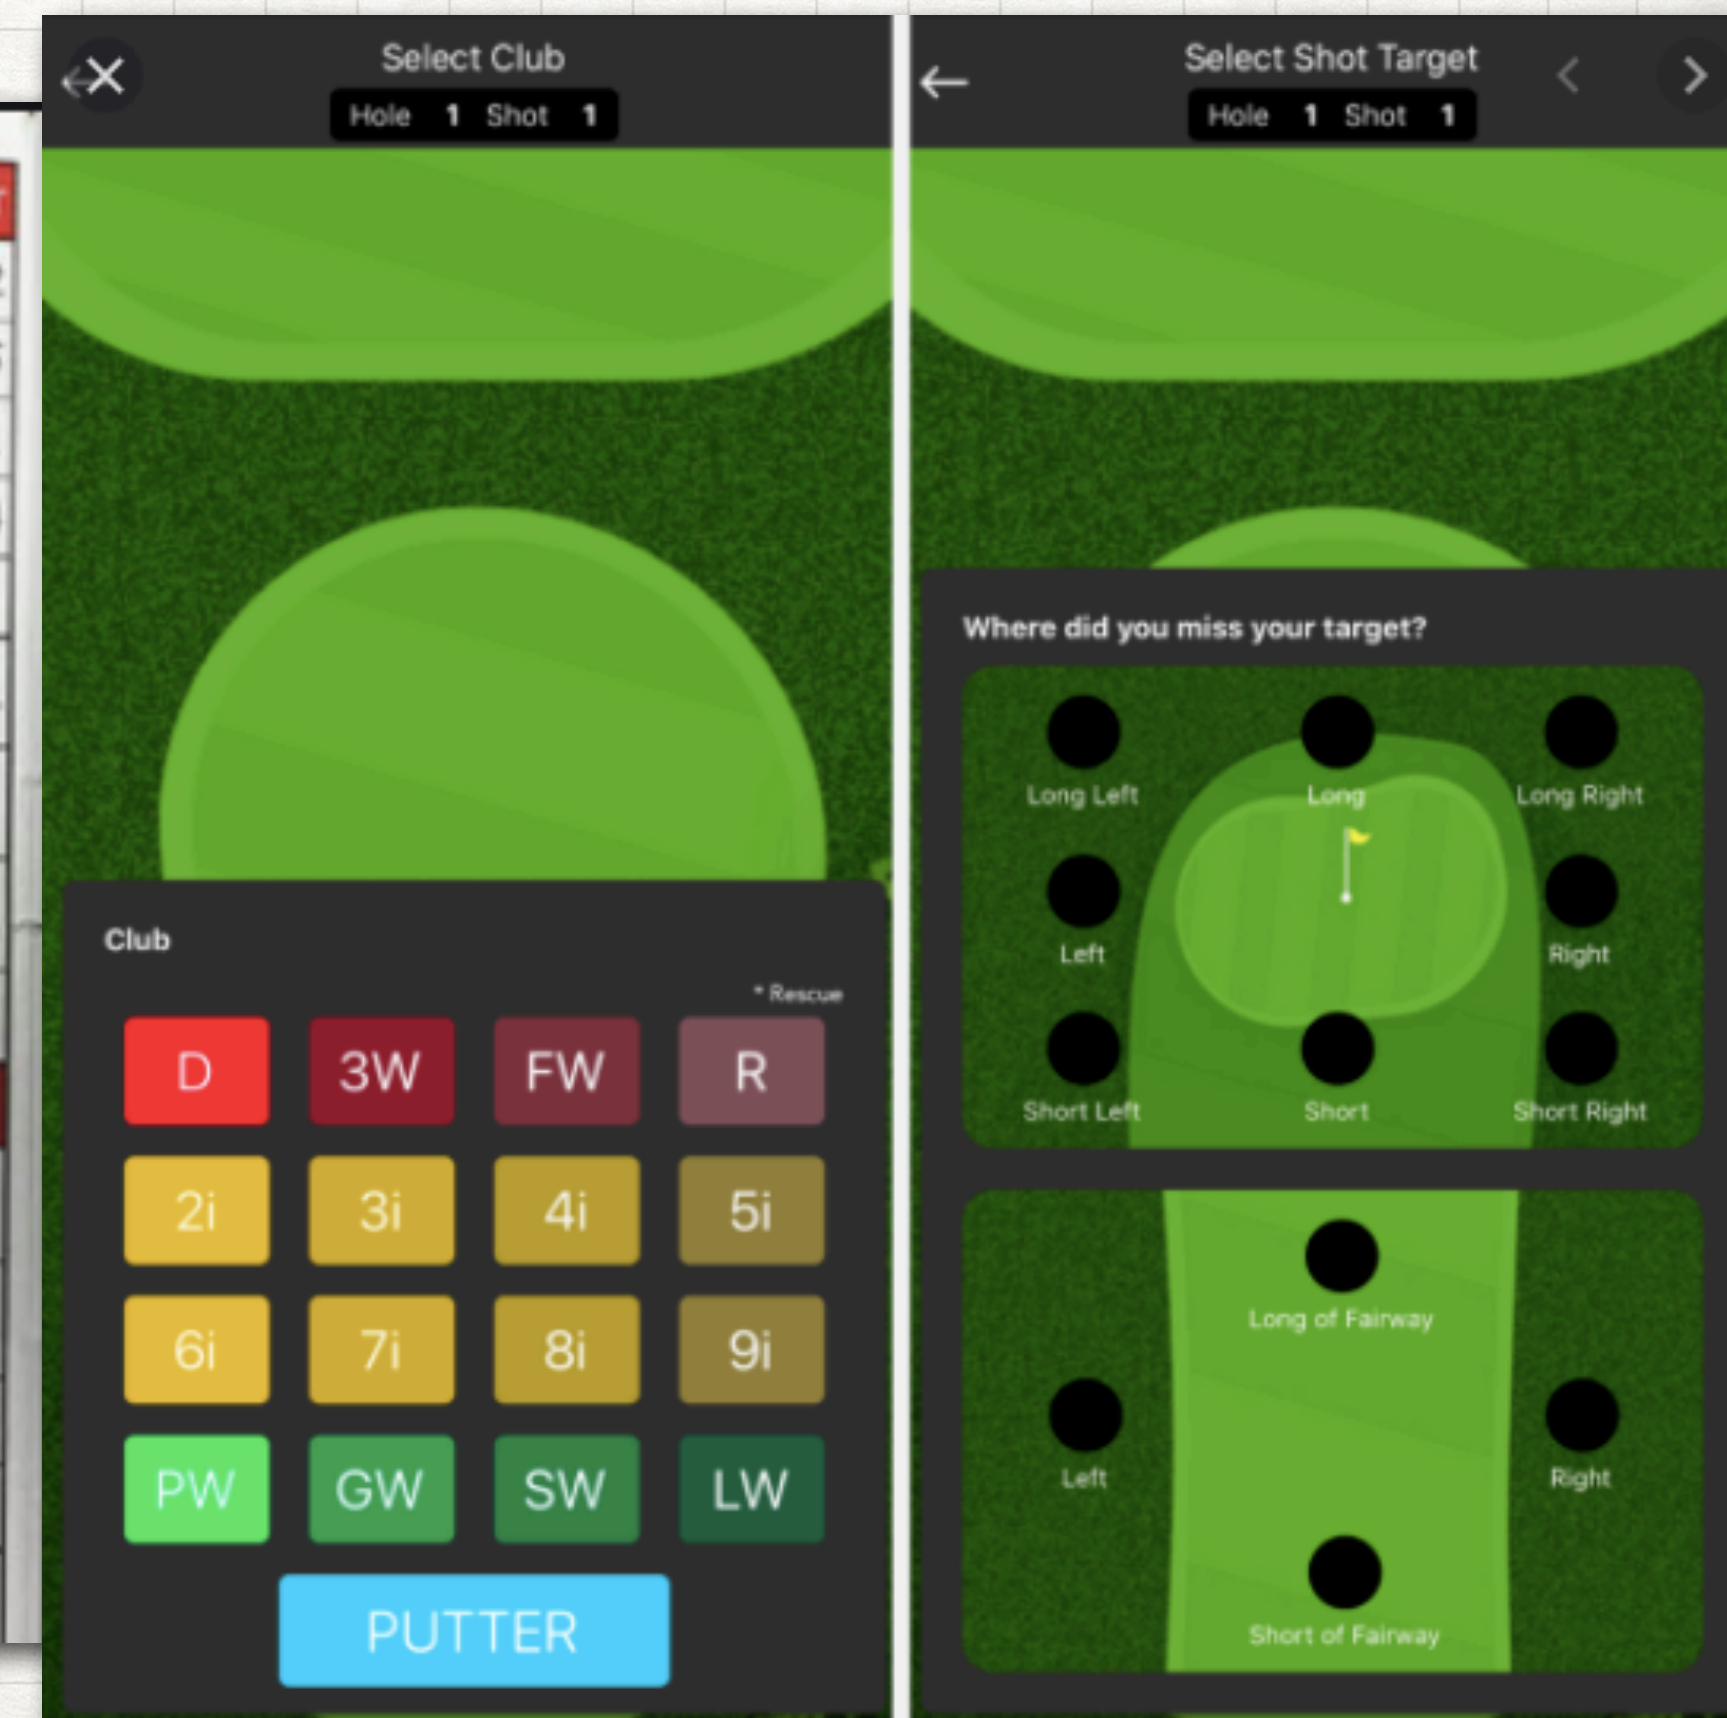 Select Club
Hole 1 Shot 1
Club
* Rescue
D 3W FW R
2i 3i 4i 5i
6i 7i 8i 9i
PW GW SW LW
PUTTER
Select Shot Target
Hole 1 Shot 1
Where did you miss your target?
Long Left Long Long Right
Left Right
Short Left Short Short Right
Long of Fairway
Left Right
Short of Fairway